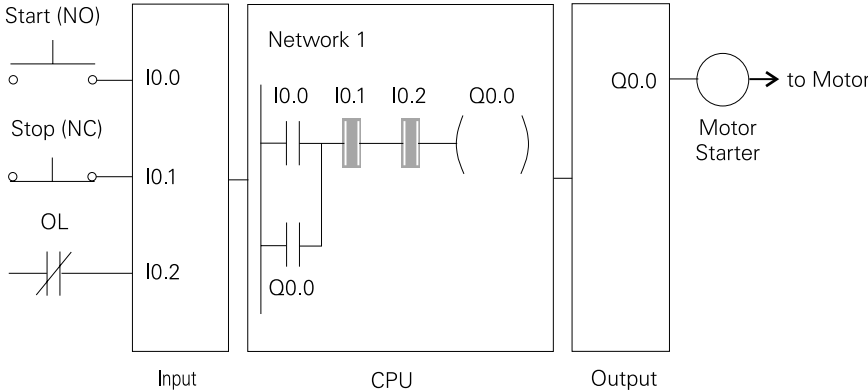 Start (NO)
I0.0
Stop (NC)
I0.1
OL
I0.2
Input
Network 1
I0.0
I0.1
I0.2
Q0.0
Q0.0
CPU
Q0.0
to Motor
Motor
Starter
Output